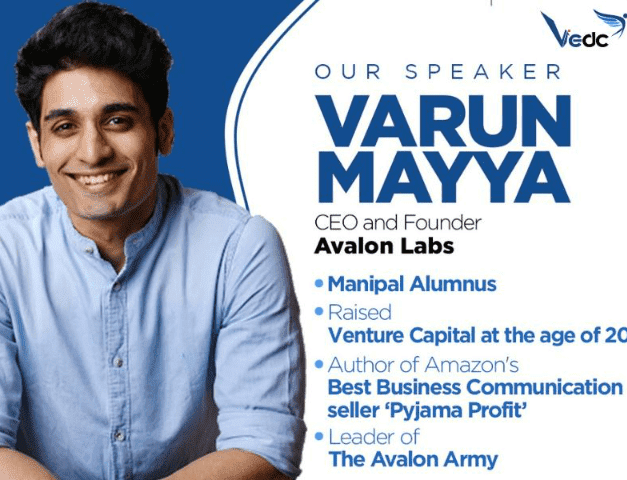 Vedc
OUR SPEAKER
VARUN
MAYYA
CEO and Founder
Avalon Labs
• Manipal Alumnus
• Raised
Venture Capital at the age of 20
• Author of Amazon's
Best Business Communication
seller ‘Pyjama Profit’
• Leader of
The Avalon Army